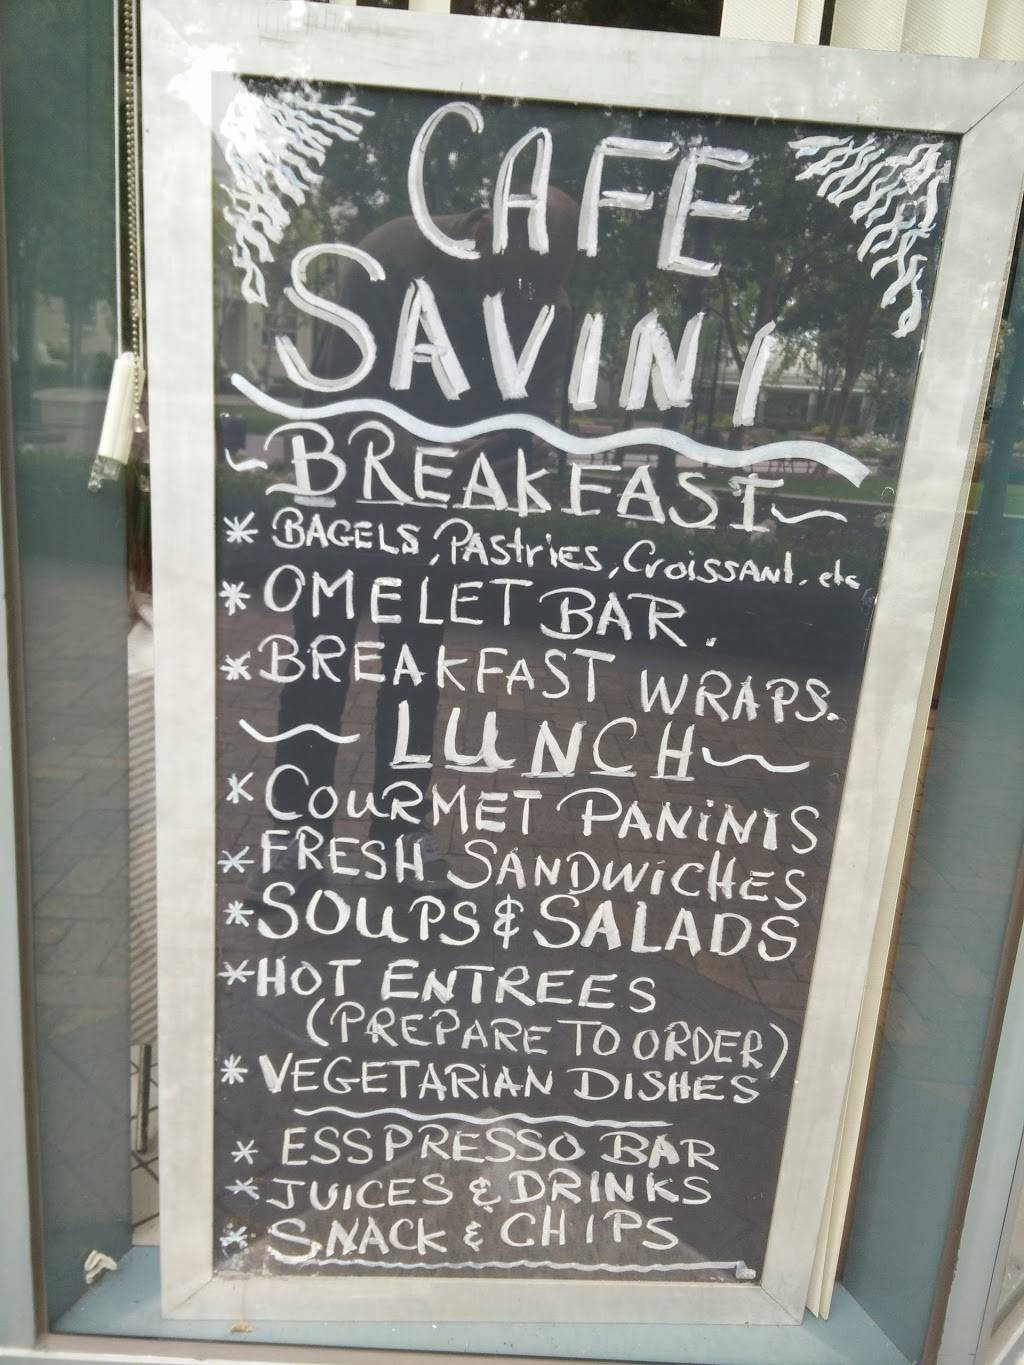 CAFE
SAVINI
~BREAKFAST~
* BAGELS, PAStriES, CroissANt, etc
* OMELET BAR.
* BREAKFAST WRAPS.
~ LUNCH ~
* COURMET PANiNIS
* FRESH SANDWiCHES
* SOUPS & SALADS
* HOT ENTREES
(PREPARE TO ORDER)
* VEGETARIAN DISHES
* ESSPRESSO BAR
* JUICES & DRINKS
* SNACK & CHIPS